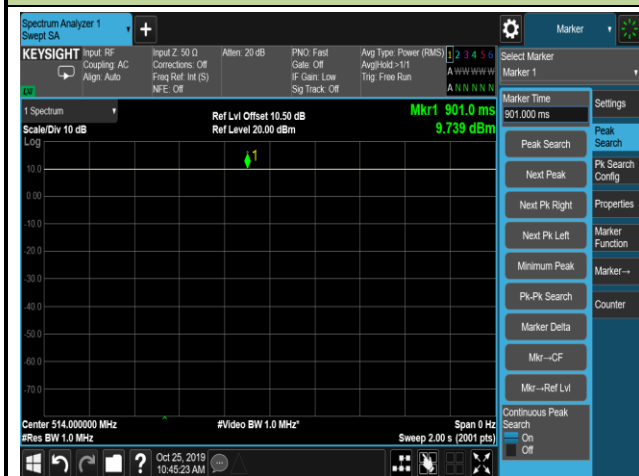 Spectrum Analyzer 1
Swept SA
+
Marker
KEYSIGHT
Input: RF
Coupling: AC
Align: Auto
Input Z: 50 Ω
Corrections: Off
Freq Ref: Int (S)
NFE: Off
Atten: 20 dB
PNO: Fast
Gate: Off
IF Gain: Low
Sig Track: Off
Avg Type: Power (RMS)
Avg|Hold:>1/1
Trig: Free Run
1 2 3 4 5 6
A W W W W W
A N N N N N
Select Marker
Marker 1
1 Spectrum
Scale/Div 10 dB
Ref Lvl Offset 10.50 dB
Ref Level 20.00 dBm
Mkr1 901.0 ms
9.739 dBm
Log
1
10.0
0.00
-10.0
-20.0
-30.0
-40.0
-50.0
-60.0
-70.0
Center 514.000000 MHz
#Res BW 1.0 MHz
#Video BW 1.0 MHz*
Span 0 Hz
Sweep 2.00 s (2001 pts)
Marker Time
901.000 ms
Peak Search
Next Peak
Next Pk Right
Next Pk Left
Minimum Peak
Pk-Pk Search
Marker Delta
Mkr→CF
Mkr→Ref Lvl
Continuous Peak
Search
On
Off
Settings
Peak
Search
Pk Search
Config
Properties
Marker
Function
Marker→
Counter
?
Oct 25, 2019
10:45:23 AM